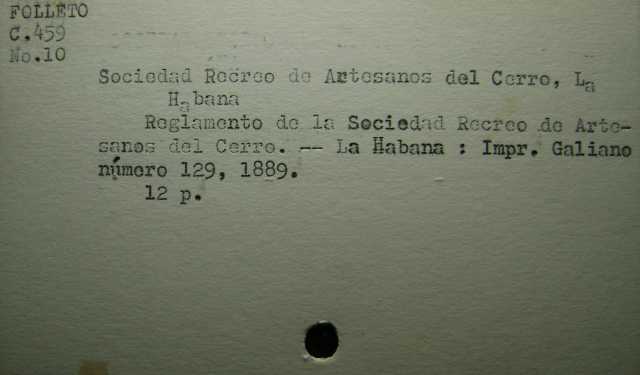 FOLLETO
C.459
No.10
Sociedad Recreo de Artesanos del Cerro, La
Habana
Reglamento de la Sociedad Recreo de Arte-
sanos del Cerro. -- La Habana : Impr. Galiano
número 129, 1889.
12 p.